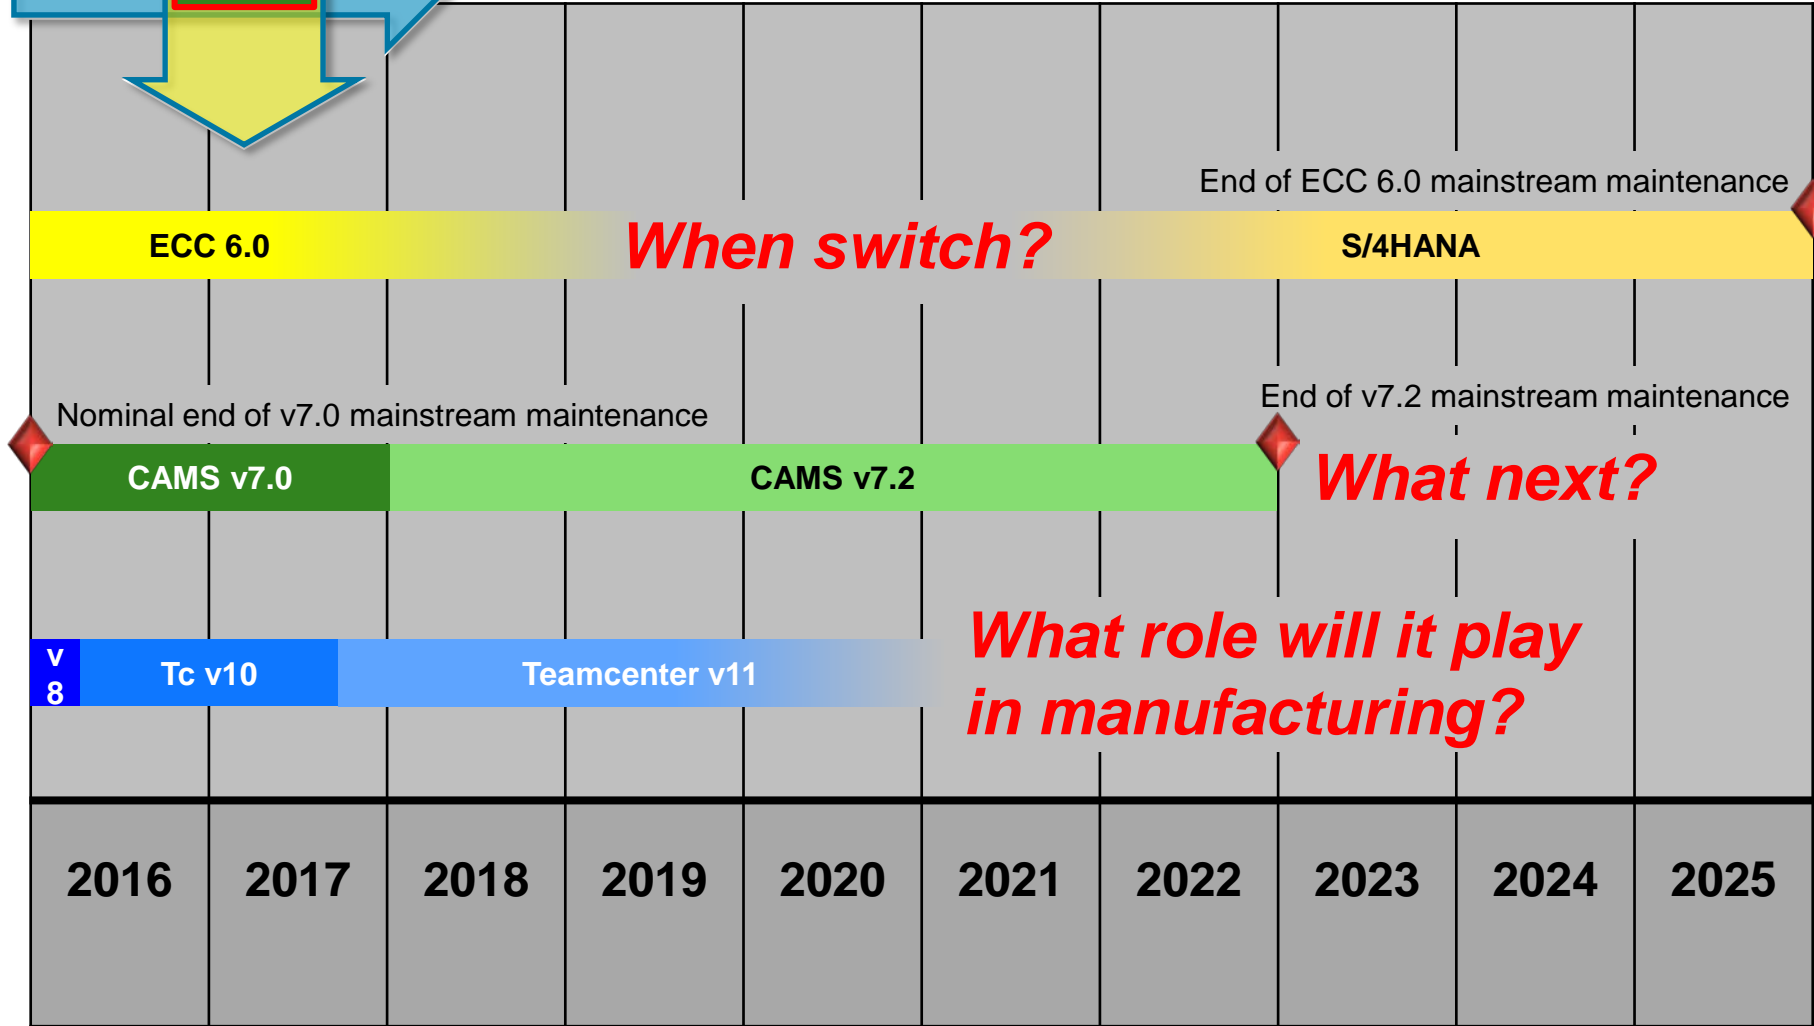 End of ECC 6.0 mainstream maintenance
ECC 6.0
When switch?
S/4HANA
Nominal end of v7.0 mainstream maintenance
End of v7.2 mainstream maintenance
CAMS v7.0
CAMS v7.2
What next?
v
8
Tc v10
Teamcenter v11
What role will it play
in manufacturing?
2016 2017 2018 2019 2020 2021 2022 2023 2024 2025